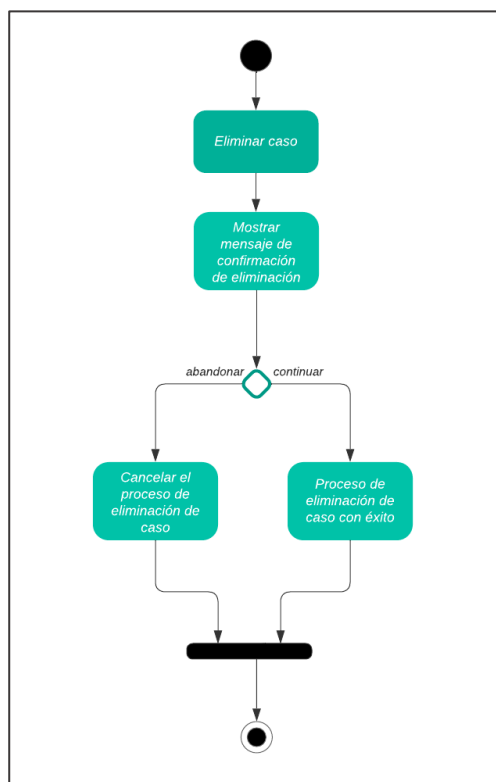 Eliminar caso
Mostrar
mensaje de
confirmación
de eliminación
abandonar
continuar
Cancelar el
proceso de
eliminación de
caso
Proceso de
eliminación de
caso con éxito